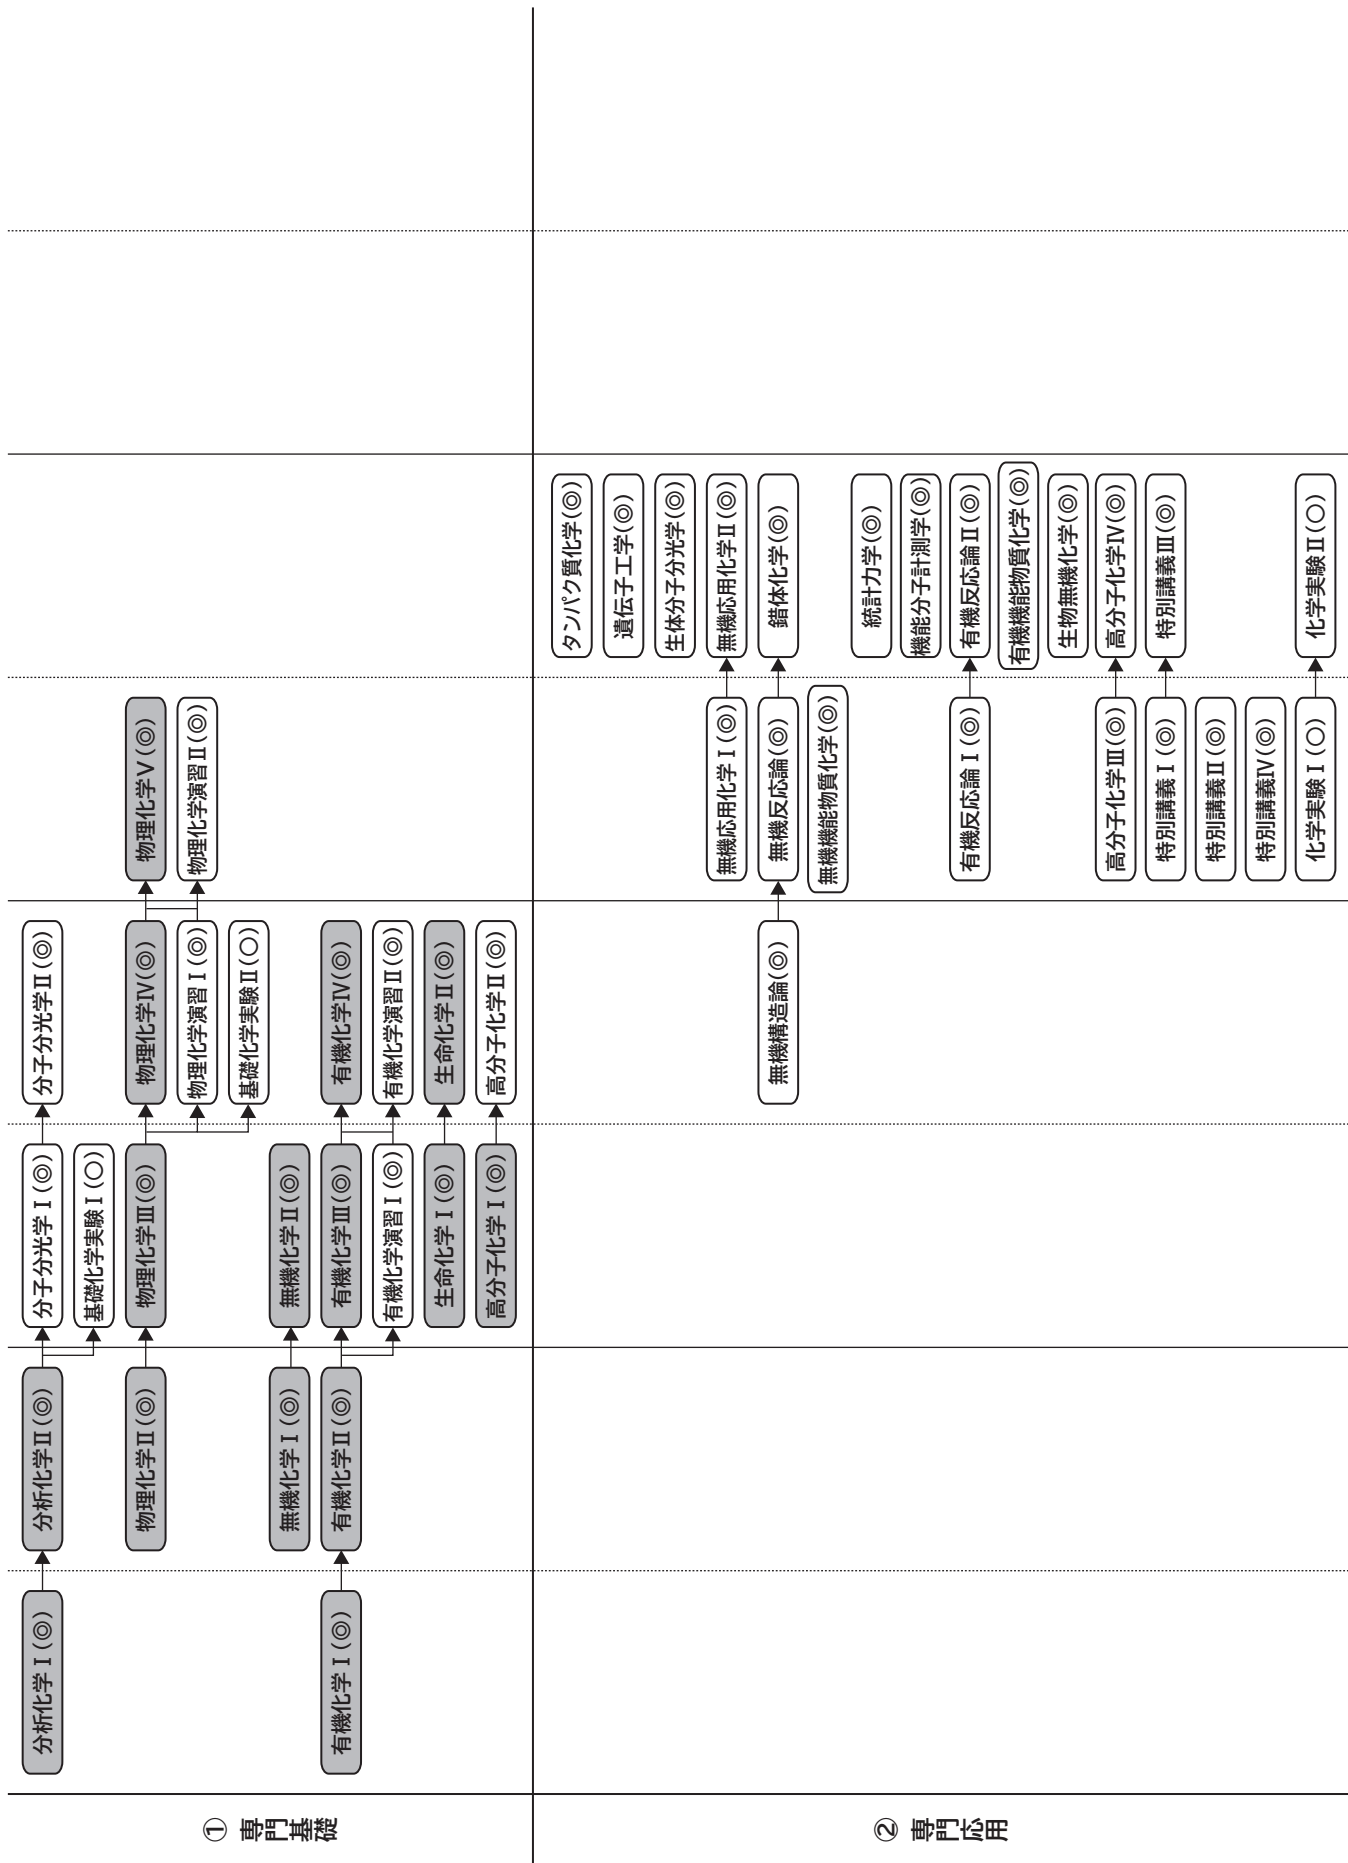 ① 専門基礎
分析化学Ⅰ(◎)
分析化学Ⅱ(◎)
分子分光学Ⅰ(◎)
分子分光学Ⅱ(◎)
基礎化学実験Ⅰ(○)
物理化学Ⅱ(◎)
物理化学Ⅲ(◎)
物理化学Ⅳ(◎)
物理化学Ⅴ(◎)
物理化学演習Ⅰ(◎)
物理化学演習Ⅱ(◎)
基礎化学実験Ⅱ(○)
無機化学Ⅰ(◎)
無機化学Ⅱ(◎)
有機化学Ⅰ(◎)
有機化学Ⅱ(◎)
有機化学Ⅲ(◎)
有機化学Ⅳ(◎)
有機化学演習Ⅰ(◎)
有機化学演習Ⅱ(◎)
生命化学Ⅰ(◎)
生命化学Ⅱ(◎)
高分子化学Ⅰ(◎)
高分子化学Ⅱ(◎)
② 専門応用
タンパク質化学(◎)
遺伝子工学(◎)
生体分子分光学(◎)
無機応用化学Ⅰ(◎)
無機応用化学Ⅱ(◎)
無機構造論(◎)
無機反応論(◎)
錯体化学(◎)
無機機能物質化学(◎)
統計力学(◎)
機能分子計測学(◎)
有機反応論Ⅰ(◎)
有機反応論Ⅱ(◎)
有機機能物質化学(◎)
生物無機化学(◎)
高分子化学Ⅲ(◎)
高分子化学Ⅳ(◎)
特別講義Ⅰ(◎)
特別講義Ⅲ(◎)
特別講義Ⅱ(◎)
特別講義Ⅳ(◎)
化学実験Ⅰ(○)
化学実験Ⅱ(○)